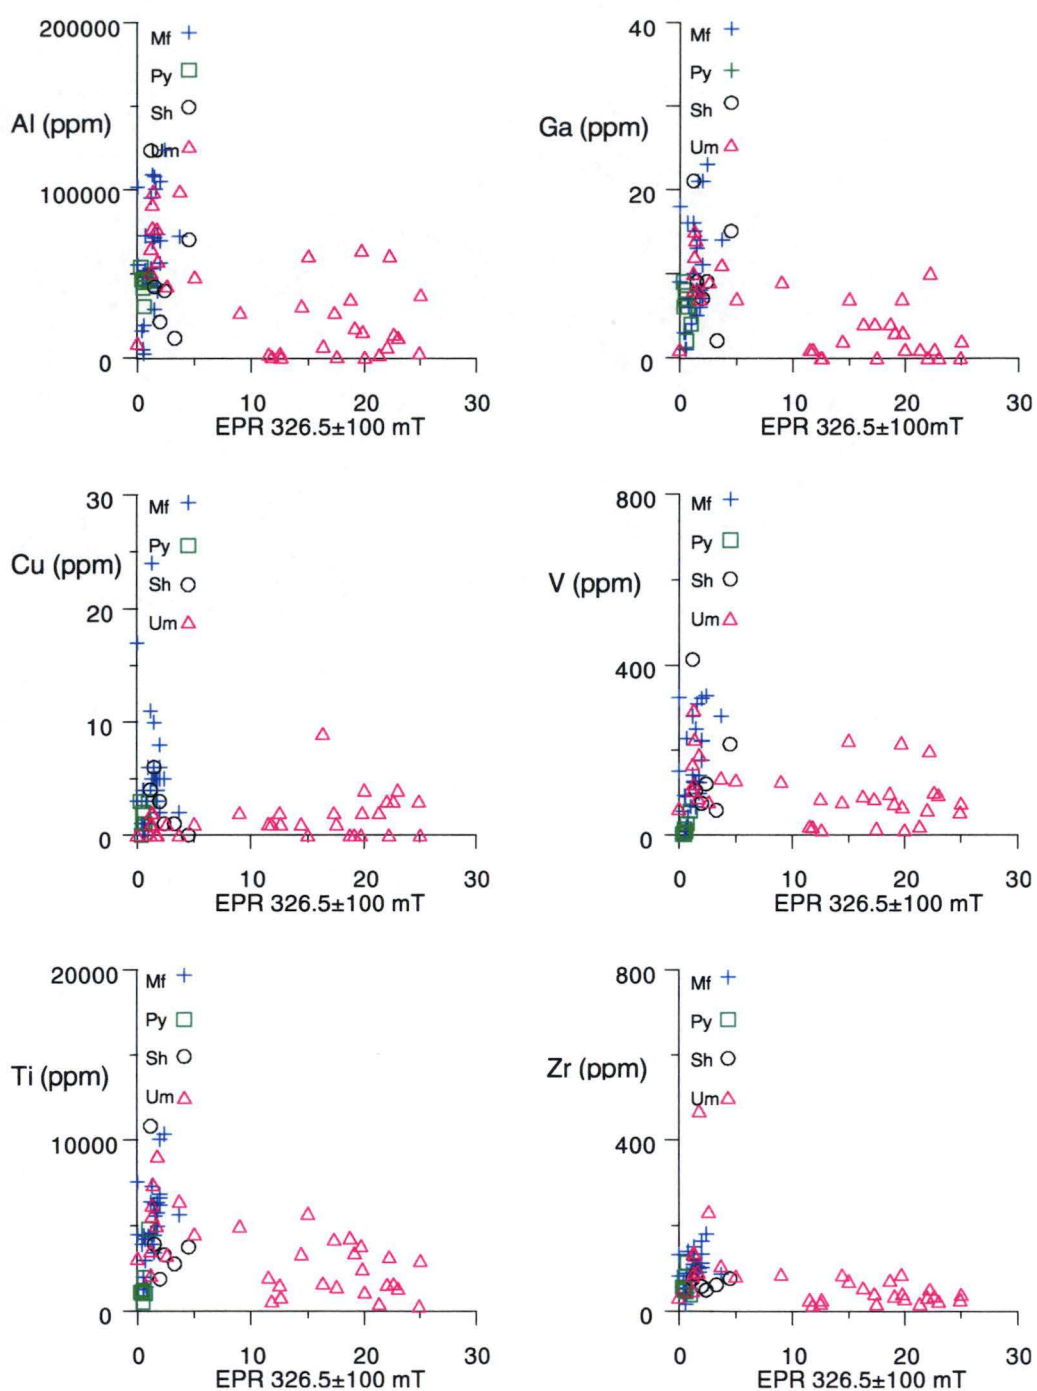 200000
Mf
Py
Sh
Um
Al (ppm)
100000
0
0 10 20 30
EPR 326.5±100 mT
40
Mf
Py
Sh
Um
Ga (ppm)
20
0
0 10 20 30
EPR 326.5±100mT
30
Mf
Py
Sh
Um
Cu (ppm)
20
10
0
0 10 20 30
EPR 326.5±100 mT
800
Mf
Py
Sh
Um
V (ppm)
400
0
0 10 20 30
EPR 326.5±100 mT
20000
Mf
Py
Sh
Um
Ti (ppm)
10000
0
0 10 20 30
EPR 326.5±100 mT
800
Mf
Py
Sh
Um
Zr (ppm)
400
0
0 10 20 30
EPR 326.5±100 mT